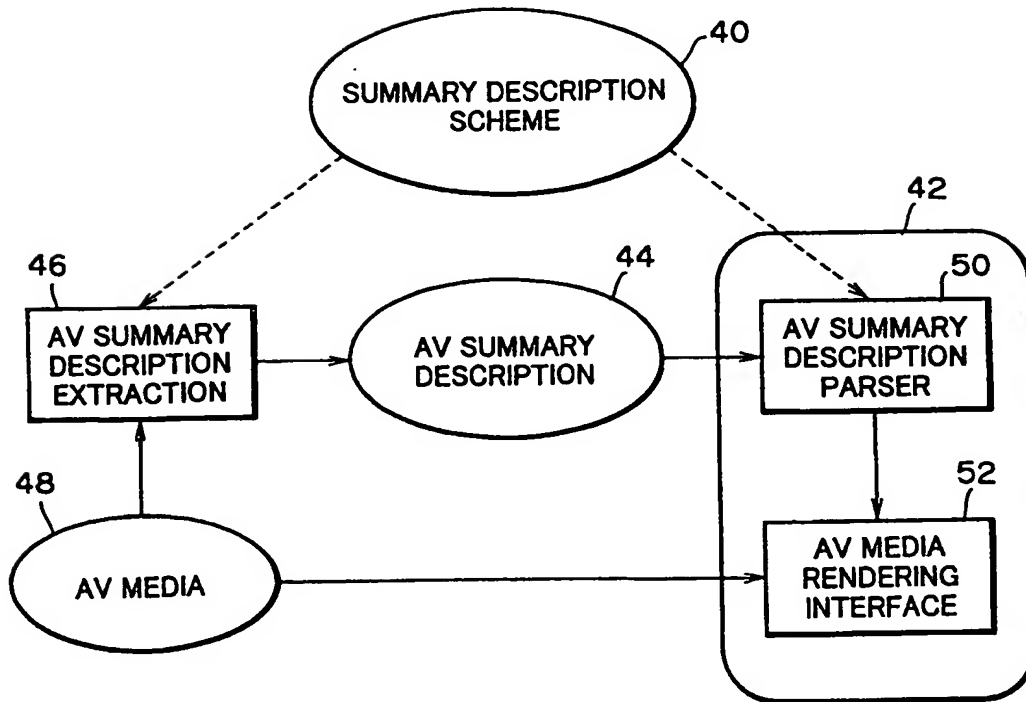 40
SUMMARY DESCRIPTION
SCHEME
42
46
44
50
AV SUMMARY
DESCRIPTION
EXTRACTION
AV SUMMARY
DESCRIPTION
AV SUMMARY
DESCRIPTION
PARSER
48
52
AV MEDIA
AV MEDIA
RENDERING
INTERFACE